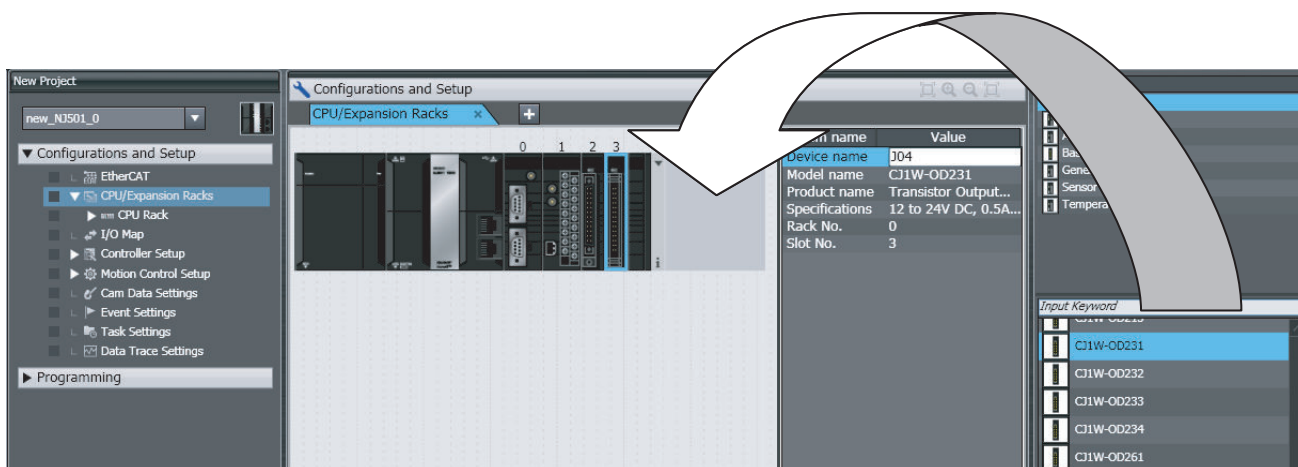 New Project
new_NJ501_0
Configurations and Setup
EtherCAT
CPU/Expansion Racks
CPU Rack
I/O Map
Controller Setup
Motion Control Setup
Cam Data Settings
Event Settings
Task Settings
Data Trace Settings
Programming
Configurations and Setup
CPU/Expansion Racks × +
0 1 2 3
name Value
Device name J04
Model name CJ1W-OD231
Product name Transistor Output...
Specifications 12 to 24V DC, 0.5A...
Rack No. 0
Slot No. 3
Sensor
Input Keyword
CJ1W-OD231
CJ1W-OD232
CJ1W-OD233
CJ1W-OD234
CJ1W-OD261